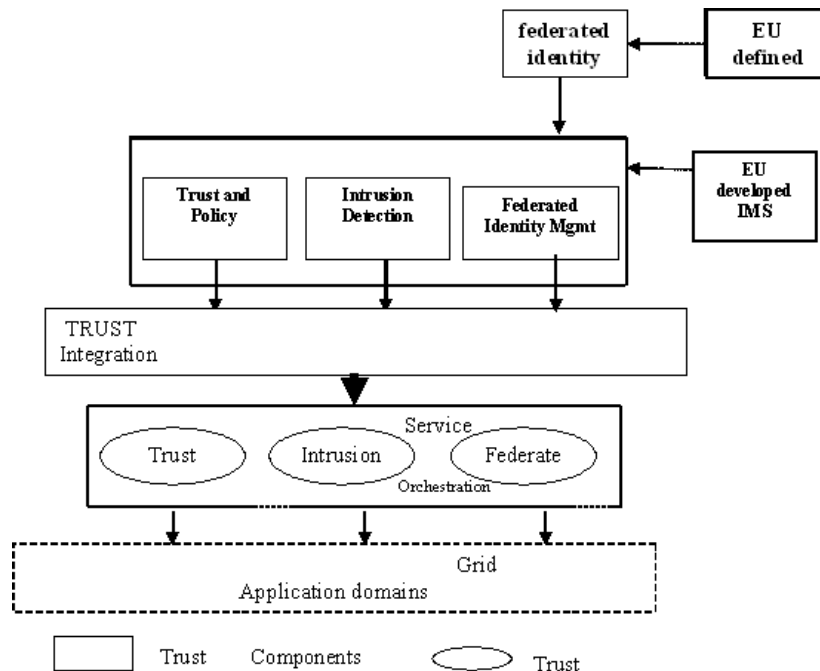 federated
identity
EU
defined
Trust and
Policy
Intrusion
Detection
Federated
Identity Mgmt
EU
developed
IMS
TRUST
Integration
Service
Trust
Intrusion
Federate
Orchestration
Grid
Application domains
Trust Components
Trust